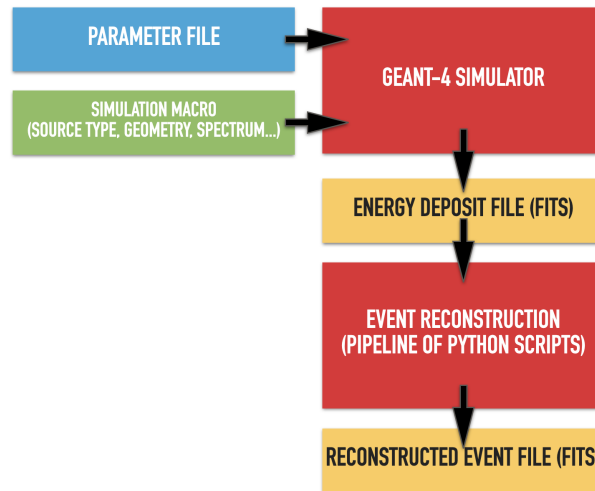 PARAMETER FILE
GEANT-4 SIMULATOR
SIMULATION MACRO
(SOURCE TYPE, GEOMETRY, SPECTRUM...)
ENERGY DEPOSIT FILE (FITS)
EVENT RECONSTRUCTION
(PIPELINE OF PYTHON SCRIPTS)
RECONSTRUCTED EVENT FILE (FITS